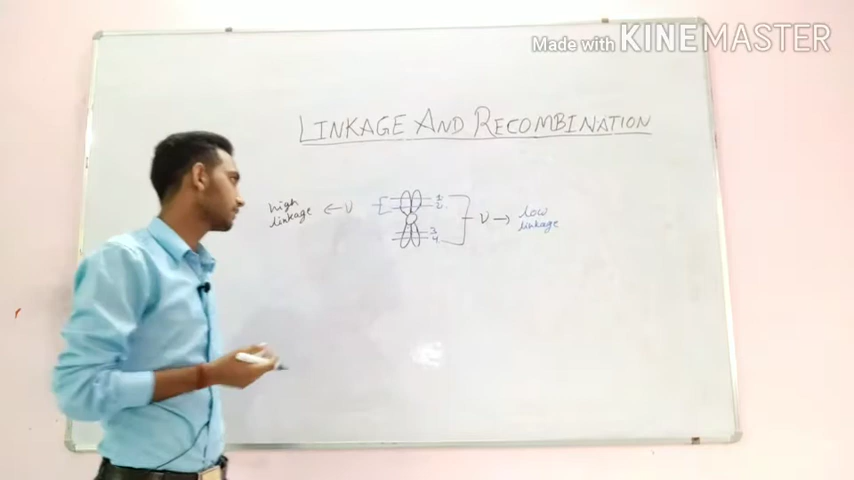 Made with KINEMASTER
LINKAGE AND RECOMBINATION
high
linkage ← ν
1
2
3
4
ν → low
linkage